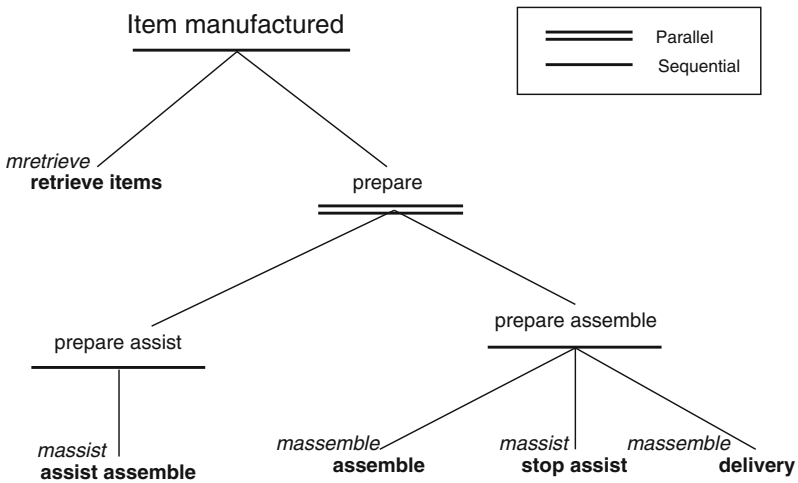 Item manufactured
Parallel
Sequential
mretrieve
retrieve items
prepare
prepare assist
prepare assemble
massist
assist assemble
massemble
assemble
massist
stop assist
massemble
delivery